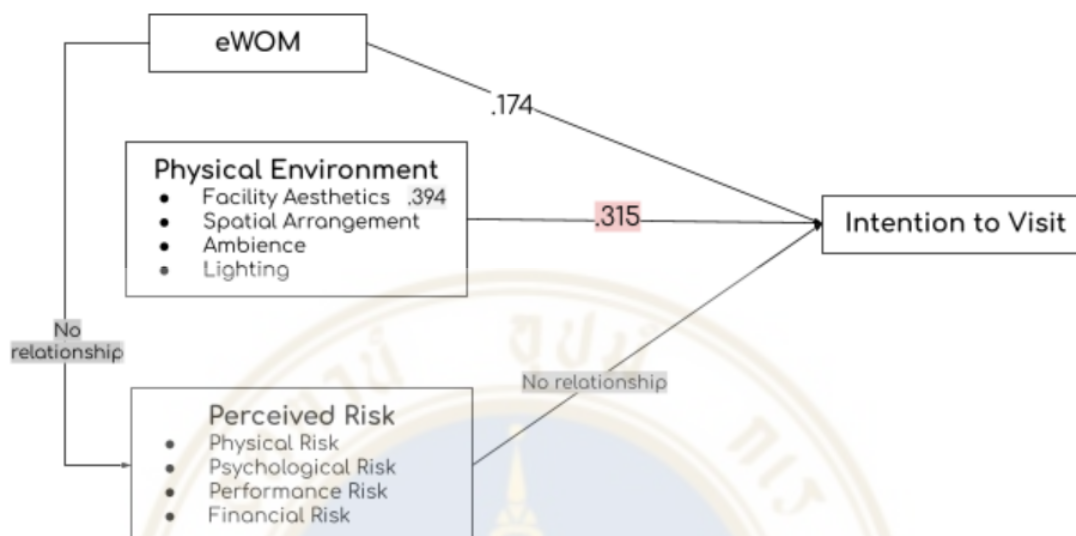 eWOM
.174
Physical Environment
Facility Aesthetics .394
Spatial Arrangement
Ambience
Lighting
.315
Intention to Visit
No
relationship
No relationship
Perceived Risk
Physical Risk
Psychological Risk
Performance Risk
Financial Risk